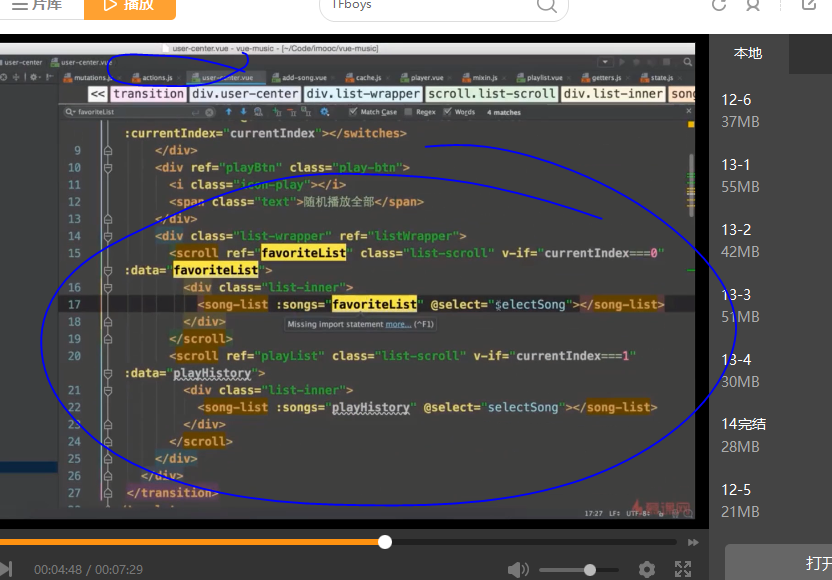 片库
播放
TFboys
user-center.vue - vue-music - [~/Code/imooc/vue-music]
user-center
user-center.vue
mutations.js
actions.js
user-center.vue
add-song.vue
cache.js
player.vue
mixin.js
playlist.vue
getters.js
state.js
<< transition div.user-center div.list-wrapper scroll.list-scroll div.list-inner song
favoriteList
Match Case
Regex
Words
4 matches
:currentIndex="currentIndex"></switches>
9 </div>
10 <div ref="playBtn" class="play-btn">
11 <i class="icon-play"></i>
12 <span class="text">随机播放全部</span>
13 </div>
14 <div class="list-wrapper" ref="listWrapper">
15 <scroll ref="favoriteList" class="list-scroll" v-if="currentIndex===0"
:data="favoriteList">
16 <div class="list-inner">
17 <song-list :songs="favoriteList" @select="selectSong"></song-list>
18 </div>
Missing import statement more... (^F1)
19 </scroll>
20 <scroll ref="playList" class="list-scroll" v-if="currentIndex===1"
:data="playHistory">
21 <div class="list-inner">
22 <song-list :songs="playHistory" @select="selectSong"></song-list>
23 </div>
24 </scroll>
25 </div>
26 </div>
27 </transition>
慕课网
17:27 LF÷ UTF-8÷
00:04:48 / 00:07:29
本地
12-6
37MB
13-1
55MB
13-2
42MB
13-3
51MB
13-4
30MB
14完结
28MB
12-5
21MB
打开